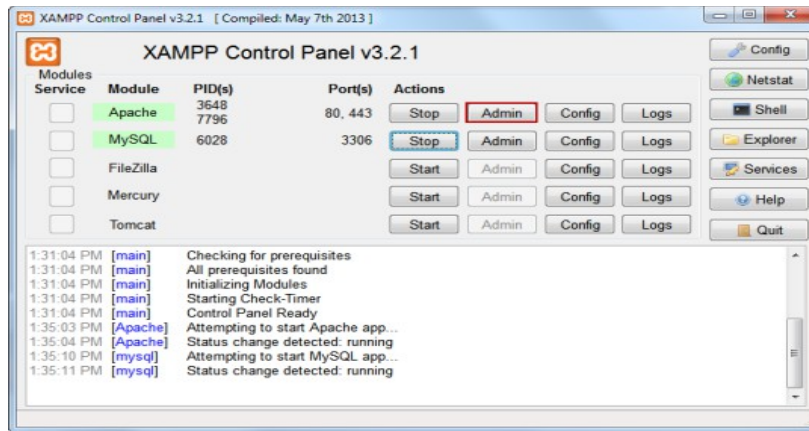 XAMPP Control Panel v3.2.1 [ Compiled: May 7th 2013 ]
XAMPP Control Panel v3.2.1
Config
Modules
Service Module PID(s) Port(s) Actions
Netstat
Apache 3648 7796 80, 443 Stop Admin Config Logs
Shell
MySQL 6028 3306 Stop Admin Config Logs
Explorer
FileZilla Start Admin Config Logs
Services
Mercury Start Admin Config Logs
Help
Tomcat Start Admin Config Logs
Quit
1:31:04 PM [main] Checking for prerequisites
1:31:04 PM [main] All prerequisites found
1:31:04 PM [main] Initializing Modules
1:31:04 PM [main] Starting Check-Timer
1:31:04 PM [main] Control Panel Ready
1:35:03 PM [Apache] Attempting to start Apache app...
1:35:04 PM [Apache] Status change detected: running
1:35:10 PM [mysql] Attempting to start MySQL app...
1:35:11 PM [mysql] Status change detected: running